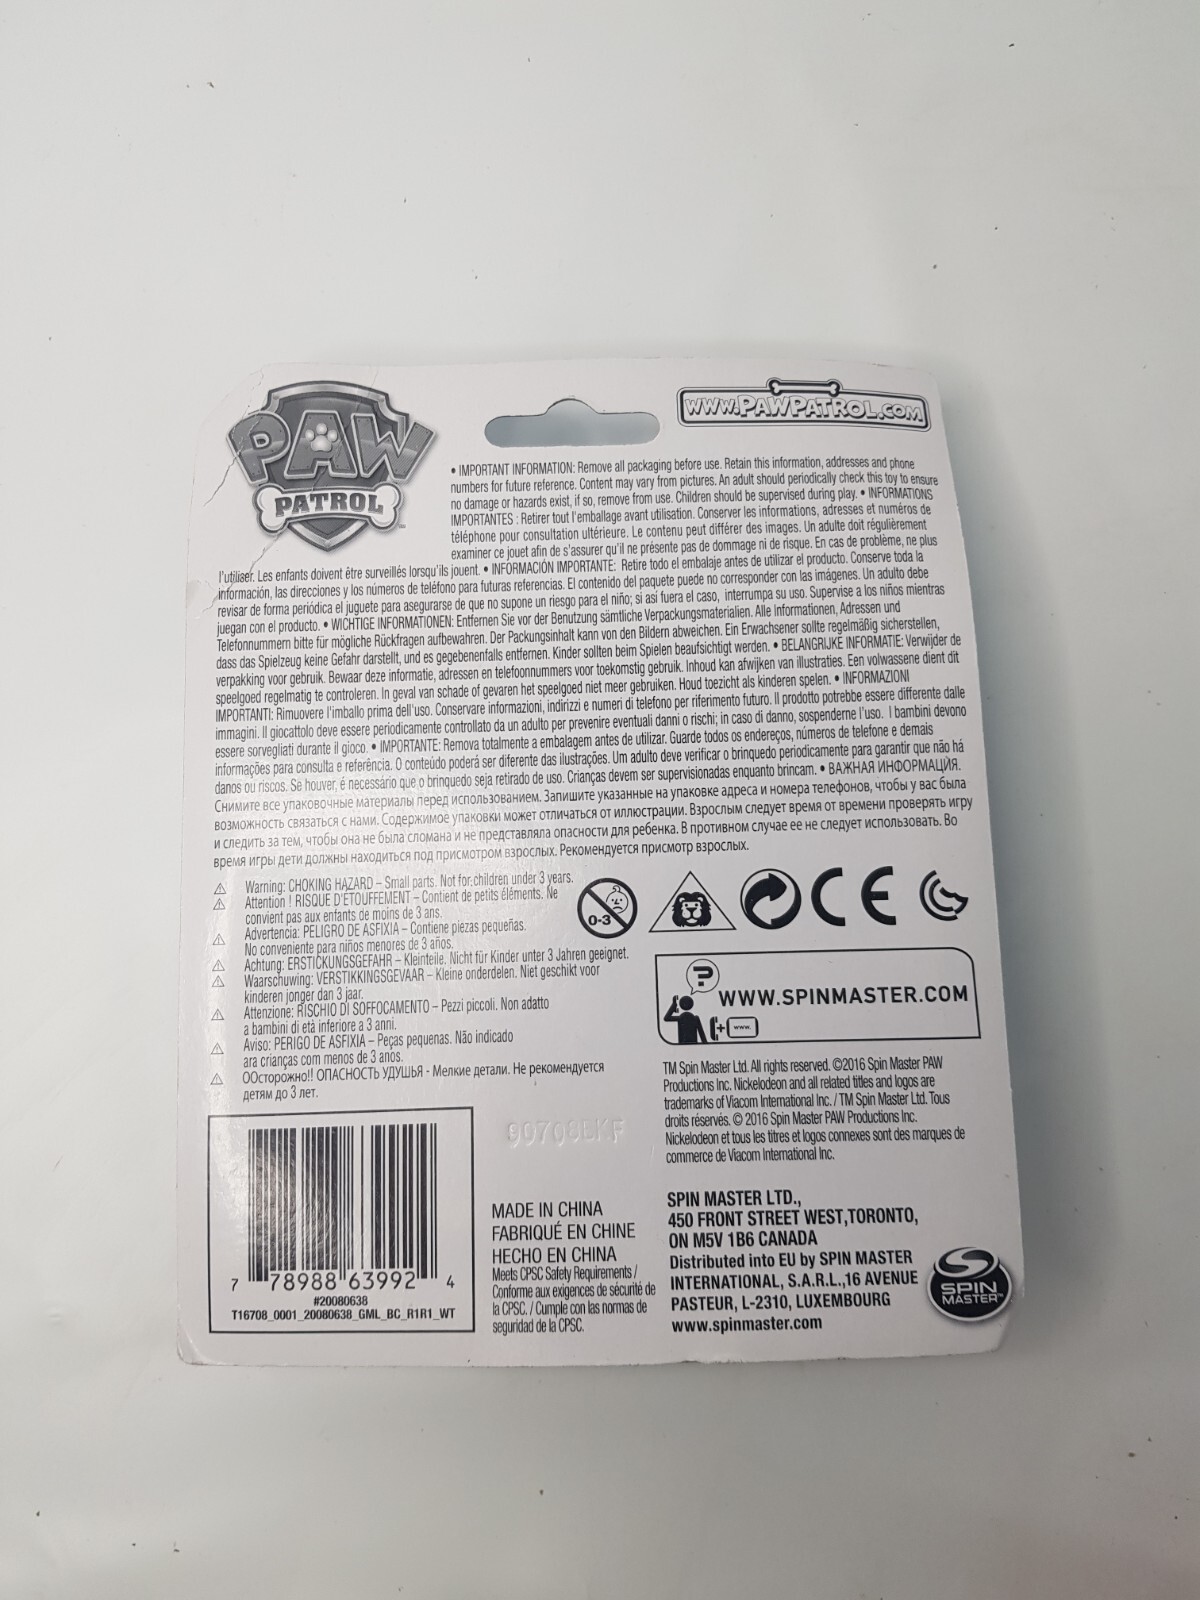 PAW
PATROL
www.PawPatrol.com
• IMPORTANT INFORMATION: Remove all packaging before use. Retain this information, addresses and phone
numbers for future reference. Content may vary from pictures. An adult should periodically check this toy to ensure
no damage or hazards exist, if so, remove from use. Children should be supervised during play. • INFORMATIONS
IMPORTANTES : Retirer tout l'emballage avant utilisation. Conserver les informations, adresses et numéros de
téléphone pour consultation ultérieure. Le contenu peut différer des images. Un adulte doit régulièrement
examiner ce jouet afin de s'assurer qu'il ne présente pas de dommage ni de risque. En cas de problème, ne plus
l'utiliser. Les enfants doivent être surveillés lorsqu'ils jouent. • INFORMACIÓN IMPORTANTE: Retire todo el embalaje antes de utilizar el producto. Conserve toda la
información, las direcciones y los números de teléfono para futuras referencias. El contenido del paquete puede no corresponder con las imágenes. Un adulto debe
revisar de forma periódica el juguete para asegurarse de que no supone un riesgo para el niño; si así fuera el caso, interrumpa su uso. Supervise a los niños mientras
juegan con el producto. • WICHTIGE INFORMATIONEN: Entfernen Sie vor der Benutzung sämtliche Verpackungsmaterialien. Alle Informationen, Adressen und
Telefonnummern bitte für mögliche Rückfragen aufbewahren. Der Packungsinhalt kann von den Bildern abweichen. Ein Erwachsener sollte regelmäßig sicherstellen,
dass das Spielzeug keine Gefahr darstellt, und es gegebenenfalls entfernen. Kinder sollten beim Spielen beaufsichtigt werden. • BELANGRIJKE INFORMATIE: Verwijder de
verpakking voor gebruik. Bewaar deze informatie, adressen en telefoonnummers voor toekomstig gebruik. Inhoud kan afwijken van illustraties. Een volwassene dient dit
speelgoed regelmatig te controleren. In geval van schade of gevaren het speelgoed niet meer gebruiken. Houd toezicht als kinderen spelen. • INFORMAZIONI
IMPORTANTI: Rimuovere l'imballo prima dell'uso. Conservare informazioni, indirizzi e numeri di telefono per riferimento futuro. Il prodotto potrebbe essere differente dalle
immagini. Il giocattolo deve essere periodicamente controllato da un adulto per prevenire eventuali danni o rischi; in caso di danno, sospenderne l'uso. I bambini devono
essere sorvegliati durante il gioco. • IMPORTANTE: Remova totalmente a embalagem antes de utilizar. Guarde todos os endereços, números de telefone e demais
informações para consulta e referência. O conteúdo poderá ser diferente das ilustrações. Um adulto deve verificar o brinquedo periodicamente para garantir que não há
danos ou riscos. Se houver, é necessário que o brinquedo seja retirado de uso. Crianças devem ser supervisionadas enquanto brincam. • ВАЖНАЯ ИНФОРМАЦИЯ.
Снимите все упаковочные материалы перед использованием. Запишите указанные на упаковке адреса и номера телефонов, чтобы у вас была
возможность связаться с нами. Содержимое упаковки может отличаться от иллюстрации. Взрослым следует время от времени проверять игру
и следить за тем, чтобы она не была сломана и не представляла опасности для ребенка. В противном случае ее не следует использовать. Во
время игры дети должны находиться под присмотром взрослых. Рекомендуется присмотр взрослых.
Warning: CHOKING HAZARD – Small parts. Not for children under 3 years.
Attention ! RISQUE D'ETOUFFEMENT – Contient de petits éléments. Ne
convient pas aux enfants de moins de 3 ans.
Advertencia: PELIGRO DE ASFIXIA – Contiene piezas pequeñas.
No conveniente para niños menores de 3 años.
Achtung: ERSTICKUNGSGEFAHR – Kleinteile. Nicht für Kinder unter 3 Jahren geeignet.
Waarschuwing: VERSTIKKINGSGEVAAR – Kleine onderdelen. Niet geschikt voor
kinderen jonger dan 3 jaar.
Attenzione: RISCHIO DI SOFFOCAMENTO – Pezzi piccoli. Non adatto
a bambini di età inferiore a 3 anni.
Aviso: PERIGO DE ASFIXIA – Peças pequenas. Não indicado
ara crianças com menos de 3 anos.
ООсторожно!! ОПАСНОСТЬ УДУШЬЯ - Мелкие детали. Не рекомендуется
детям до 3 лет.
0-3
CE
?
WWW.SPINMASTER.COM
+ www.
TM Spin Master Ltd. All rights reserved. ©2016 Spin Master PAW
Productions Inc. Nickelodeon and all related titles and logos are
trademarks of Viacom International Inc. / TM Spin Master Ltd. Tous
droits réservés. © 2016 Spin Master PAW Productions Inc.
Nickelodeon et tous les titres et logos connexes sont des marques de
commerce de Viacom International Inc.
7 78988 63992 4
#20080638
T16708_0001_20080638_GML_BC_R1R1_WT
MADE IN CHINA
FABRIQUÉ EN CHINE
HECHO EN CHINA
Meets CPSC Safety Requirements /
Conforme aux exigences de sécurité de
la CPSC. / Cumple con las normas de
seguridad de la CPSC.
SPIN MASTER LTD.,
450 FRONT STREET WEST,TORONTO,
ON M5V 1B6 CANADA
Distributed into EU by SPIN MASTER
INTERNATIONAL, S.A.R.L.,16 AVENUE
PASTEUR, L-2310, LUXEMBOURG
www.spinmaster.com
SPIN
MASTER™